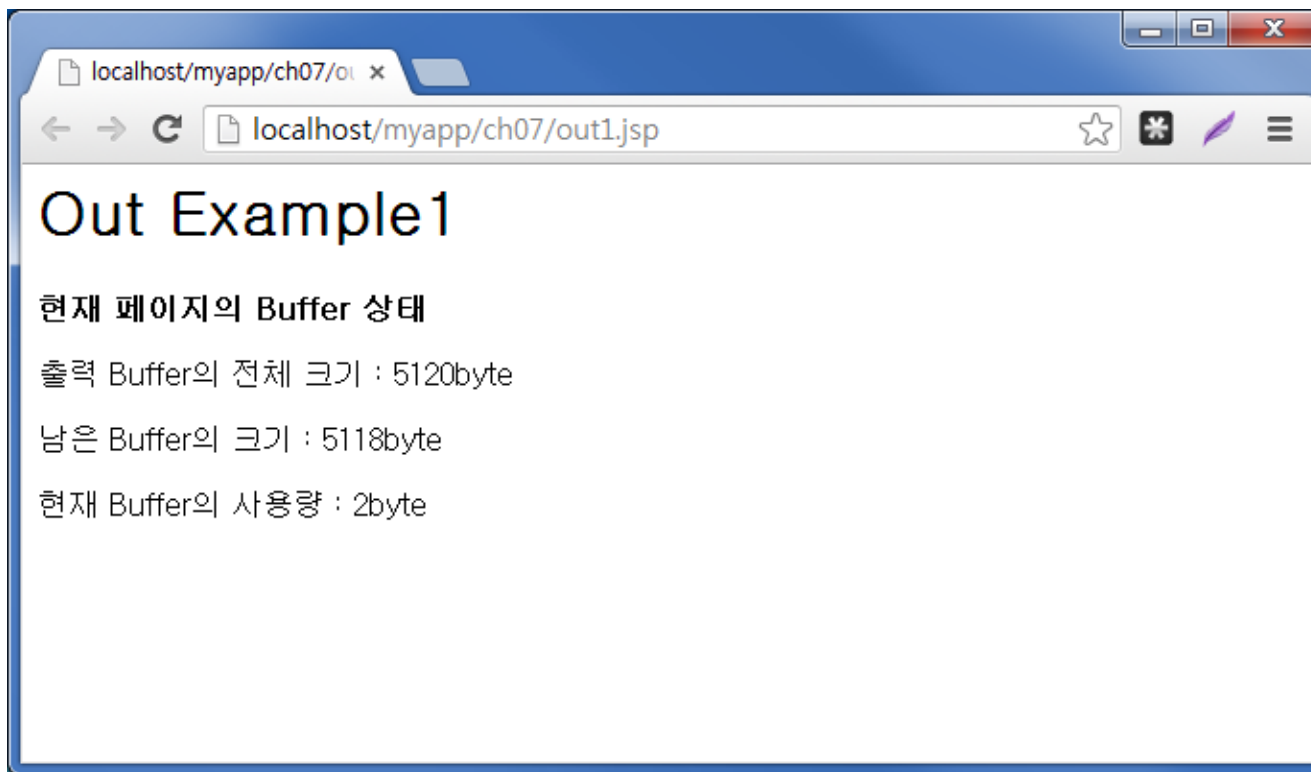 localhost/myapp/ch07/ou
localhost/myapp/ch07/out1.jsp
Out Example1
현재 페이지의 Buffer 상태
출력 Buffer의 전체 크기 : 5120byte
남은 Buffer의 크기 : 5118byte
현재 Buffer의 사용량 : 2byte